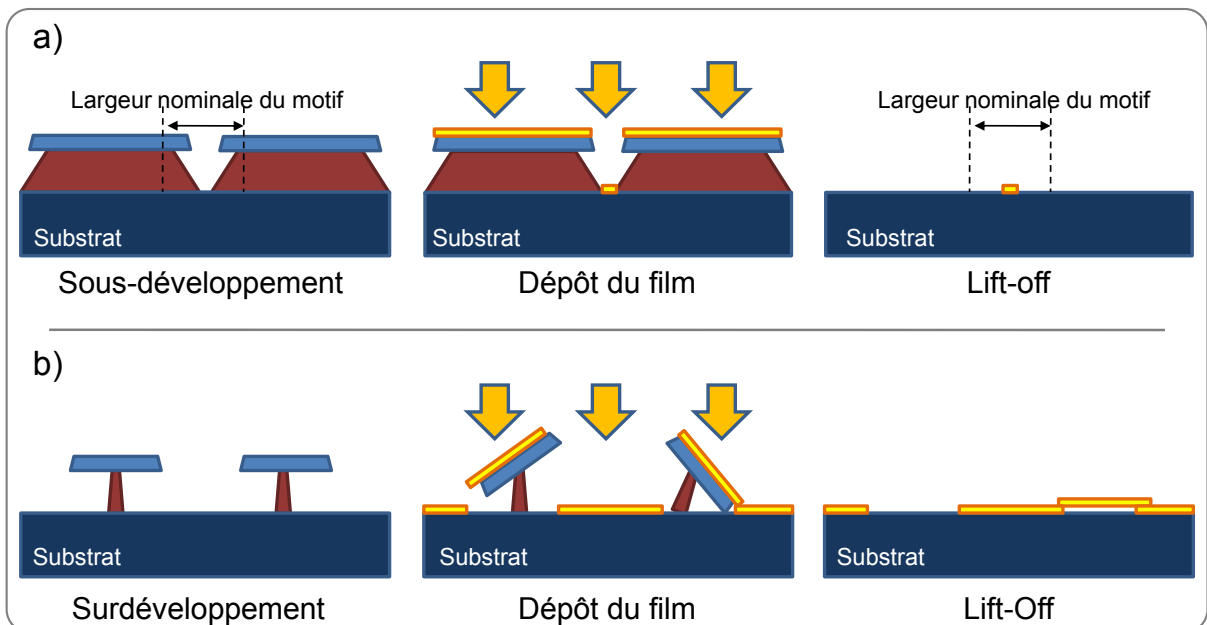 a)
Largeur nominale du motif
Largeur nominale du motif
Substrat
Substrat
Substrat
Sous-développement
Dépôt du film
Lift-off
b)
Substrat
Substrat
Substrat
Surdéveloppement
Dépôt du film
Lift-Off